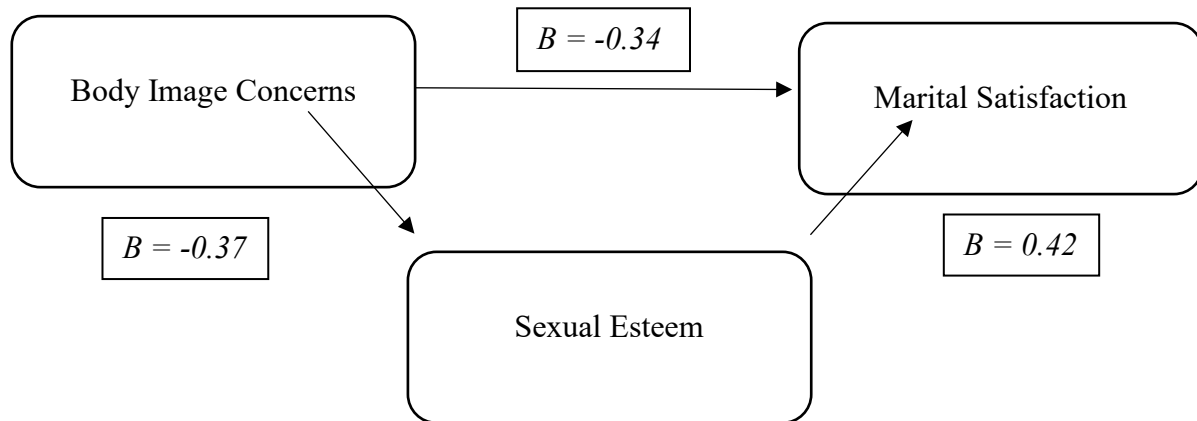 B = -0.34
Body Image Concerns
Marital Satisfaction
B = -0.37
B = 0.42
Sexual Esteem